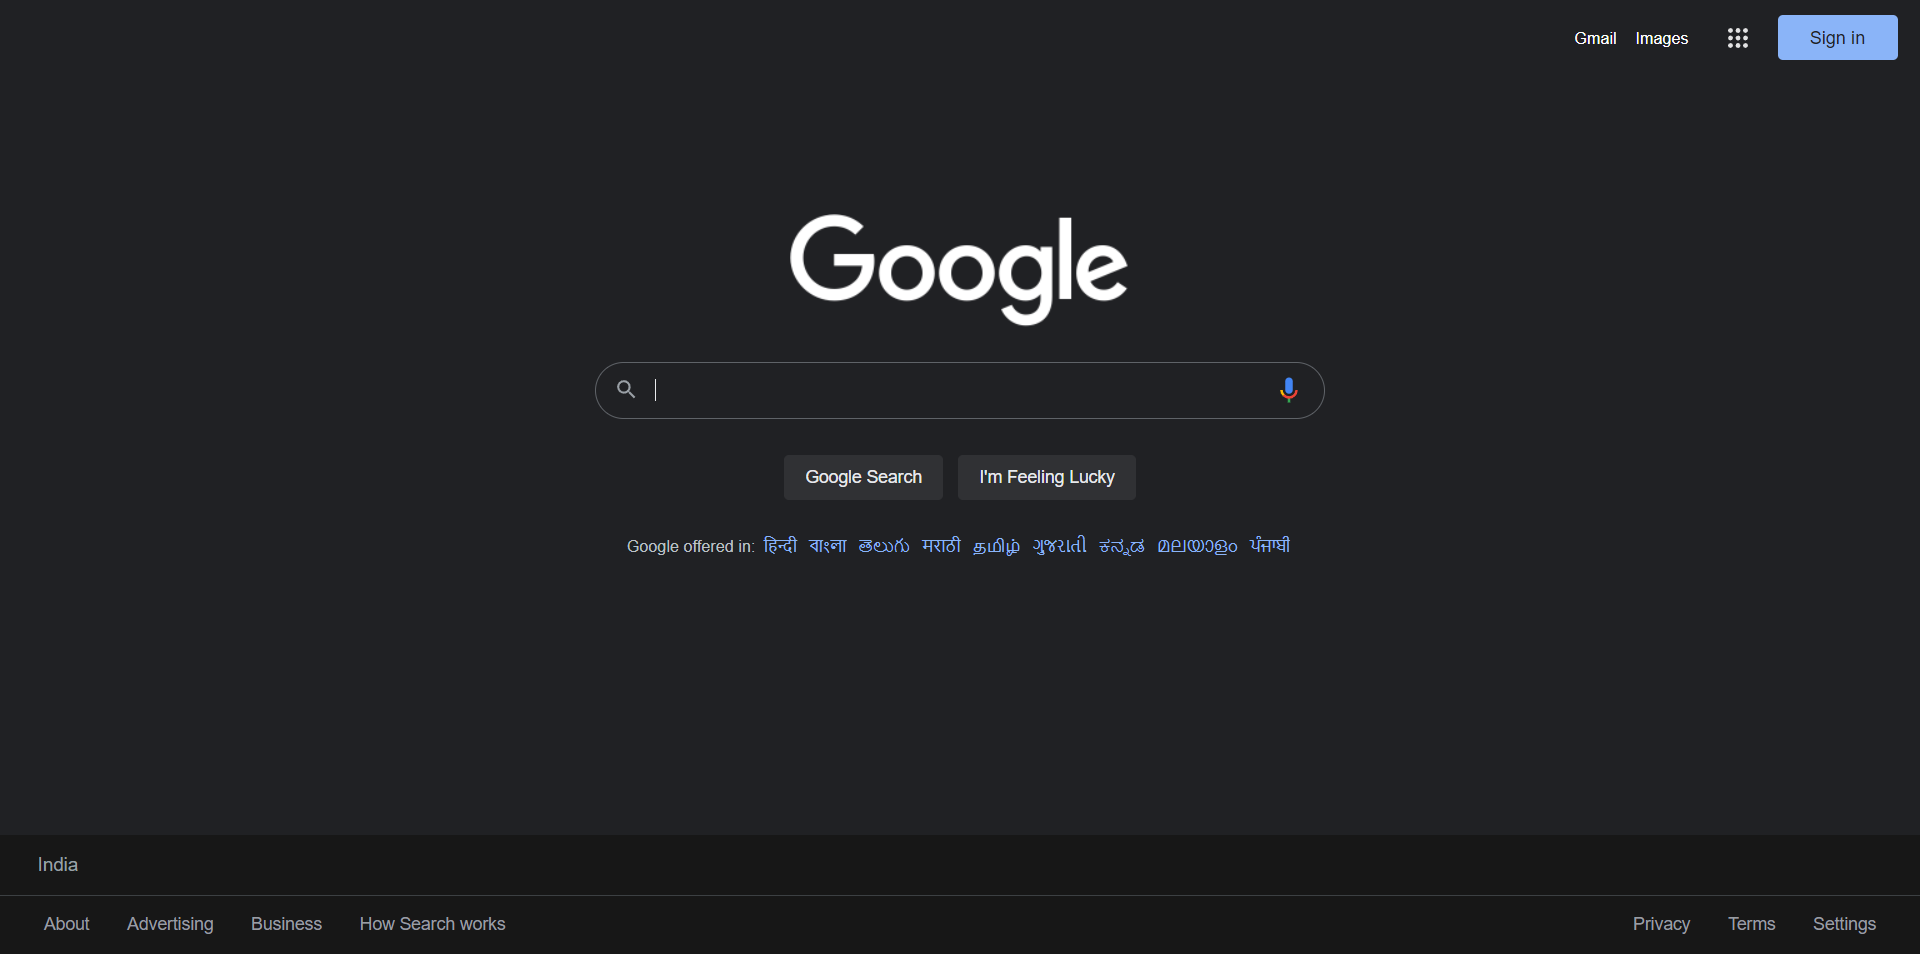 Gmail Images Sign in
Google
Google Search I'm Feeling Lucky
Google offered in: हिन्दी বাংলা తెలుగు मराठी தமிழ் ગુજરાતી ಕನ್ನಡ മലയാളം ਪੰਜਾਬੀ
India
About Advertising Business How Search works Privacy Terms Settings